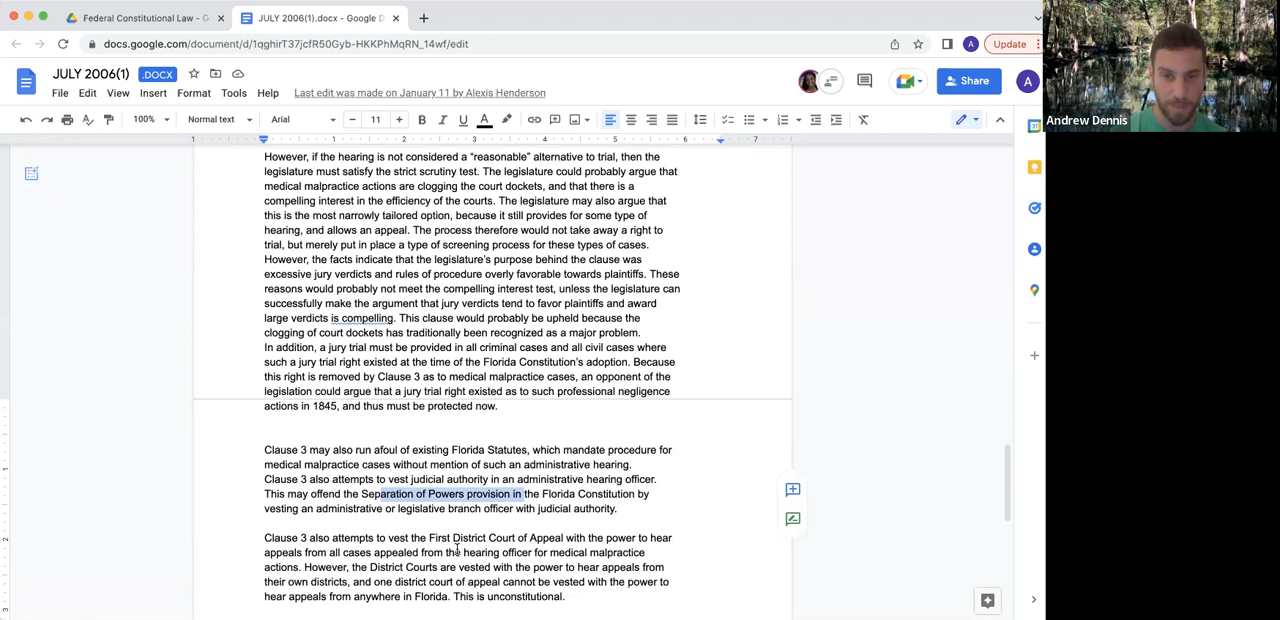 Federal Constitutional Law - G
JULY 2006(1).docx - Google D
docs.google.com/document/d/1qghirT37jcfR50Gyb-HKKPhMqRN_14wf/edit
A
Update
JULY 2006(1)
.DOCX
File Edit View Insert Format Tools Help
Last edit was made on January 11 by Alexis Henderson
Share
A
Andrew Dennis
100%
Normal text
Arial
11
B I U A
1 1 2 3 4 5 6 7
However, if the hearing is not considered a “reasonable” alternative to trial, then the
legislature must satisfy the strict scrutiny test. The legislature could probably argue that
medical malpractice actions are clogging the court dockets, and that there is a
compelling interest in the efficiency of the courts. The legislature may also argue that
this is the most narrowly tailored option, because it still provides for some type of
hearing, and allows an appeal. The process therefore would not take away a right to
trial, but merely put in place a type of screening process for these types of cases.
However, the facts indicate that the legislature’s purpose behind the clause was
excessive jury verdicts and rules of procedure overly favorable towards plaintiffs. These
reasons would probably not meet the compelling interest test, unless the legislature can
successfully make the argument that jury verdicts tend to favor plaintiffs and award
large verdicts is compelling. This clause would probably be upheld because the
clogging of court dockets has traditionally been recognized as a major problem.
In addition, a jury trial must be provided in all criminal cases and all civil cases where
such a jury trial right existed at the time of the Florida Constitution’s adoption. Because
this right is removed by Clause 3 as to medical malpractice cases, an opponent of the
legislation could argue that a jury trial right existed as to such professional negligence
actions in 1845, and thus must be protected now.
Clause 3 may also run afoul of existing Florida Statutes, which mandate procedure for
medical malpractice cases without mention of such an administrative hearing.
Clause 3 also attempts to vest judicial authority in an administrative hearing officer.
This may offend the Separation of Powers provision in the Florida Constitution by
vesting an administrative or legislative branch officer with judicial authority.
Clause 3 also attempts to vest the First District Court of Appeal with the power to hear
appeals from all cases appealed from the hearing officer for medical malpractice
actions. However, the District Courts are vested with the power to hear appeals from
their own districts, and one district court of appeal cannot be vested with the power to
hear appeals from anywhere in Florida. This is unconstitutional.